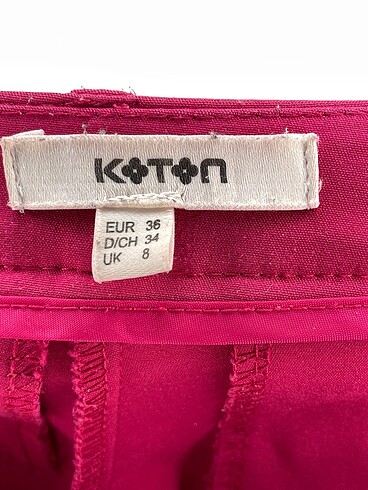 KOTON
EUR 36
D/CH 34
UK 8